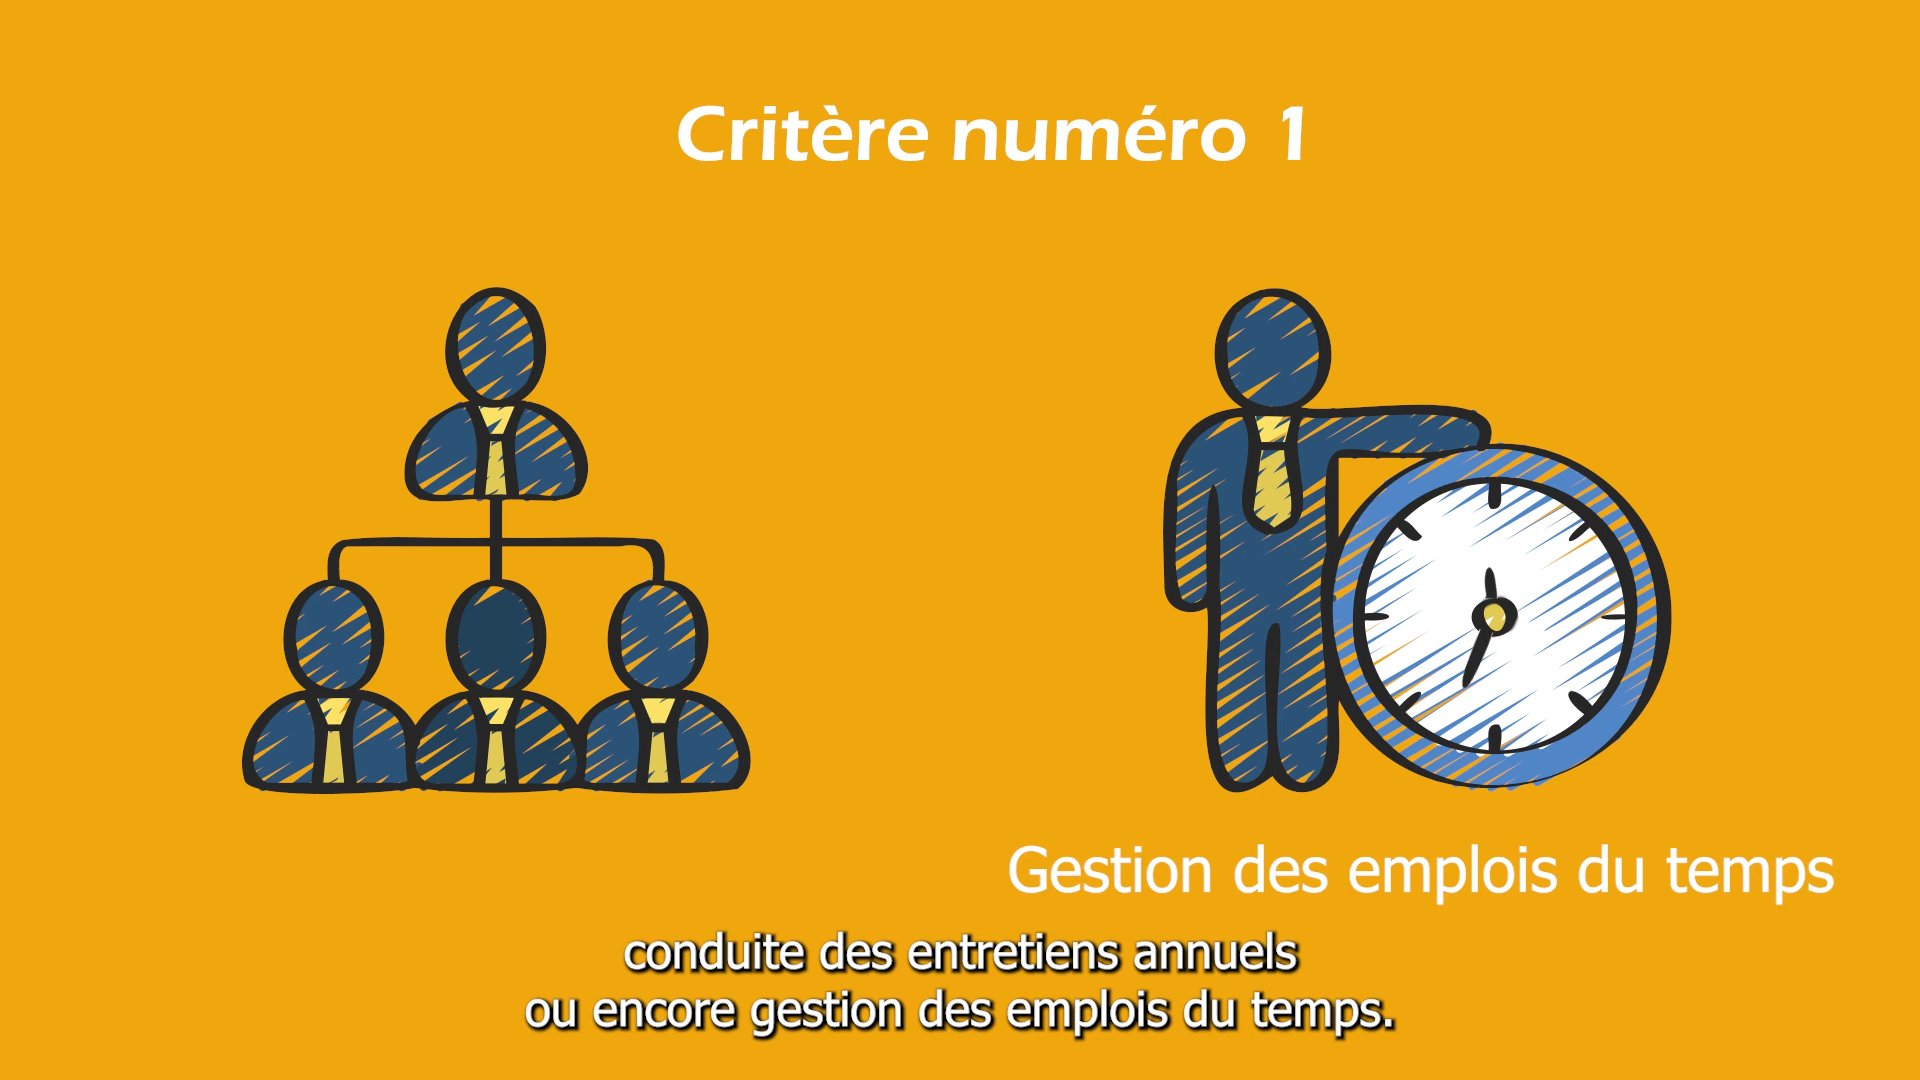 Critère numéro 1
Gestion des emplois du temps
conduite des entretiens annuels
ou encore gestion des emplois du temps.